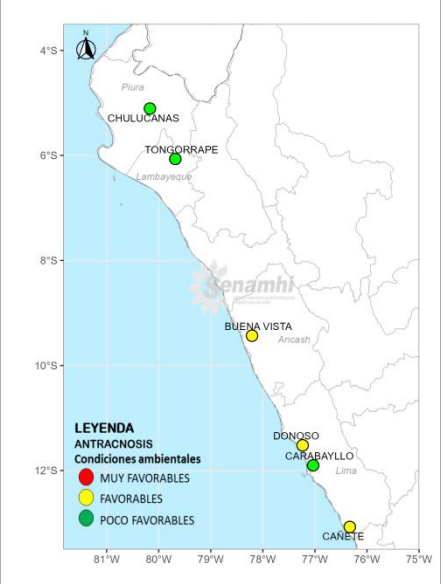 N
4°S
Piura
CHULUCANAS
TONGORRAPE
6°S
Lambayeque
8°S
Senamhi
BUENA VISTA
Ancash
10°S
LEYENDA
ANTRACNOSIS
Condiciones ambientales
MUY FAVORABLES
FAVORABLES
POCO FAVORABLES
DONOSO
CARABAYLLO
12°S
Lima
CAÑETE
81°W 80°W 79°W 78°W 77°W 76°W 75°W